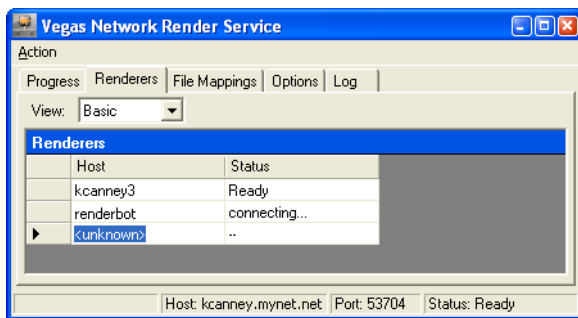 Vegas Network Render Service
Action
Progress Renderers File Mappings Options Log
View: Basic
Renderers
Host Status
kcanney3 Ready
renderbot connecting...
<unknown> --
Host: kcanney.mynet.net Port: 53704 Status: Ready